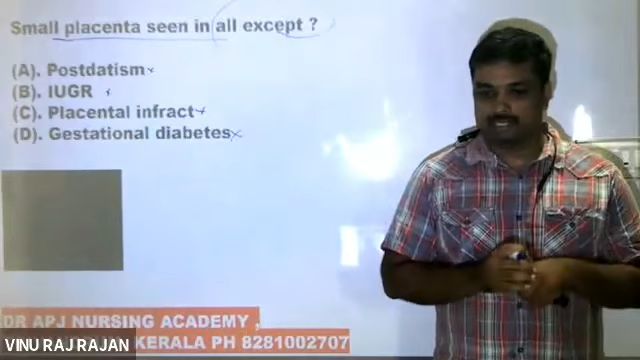 Small placenta seen in all except ?
(A). Postdatism
(B). IUGR
(C). Placental infract
(D). Gestational diabetes
DR APJ NURSING ACADEMY ,
KERALA PH 8281002707
VINU RAJ RAJAN